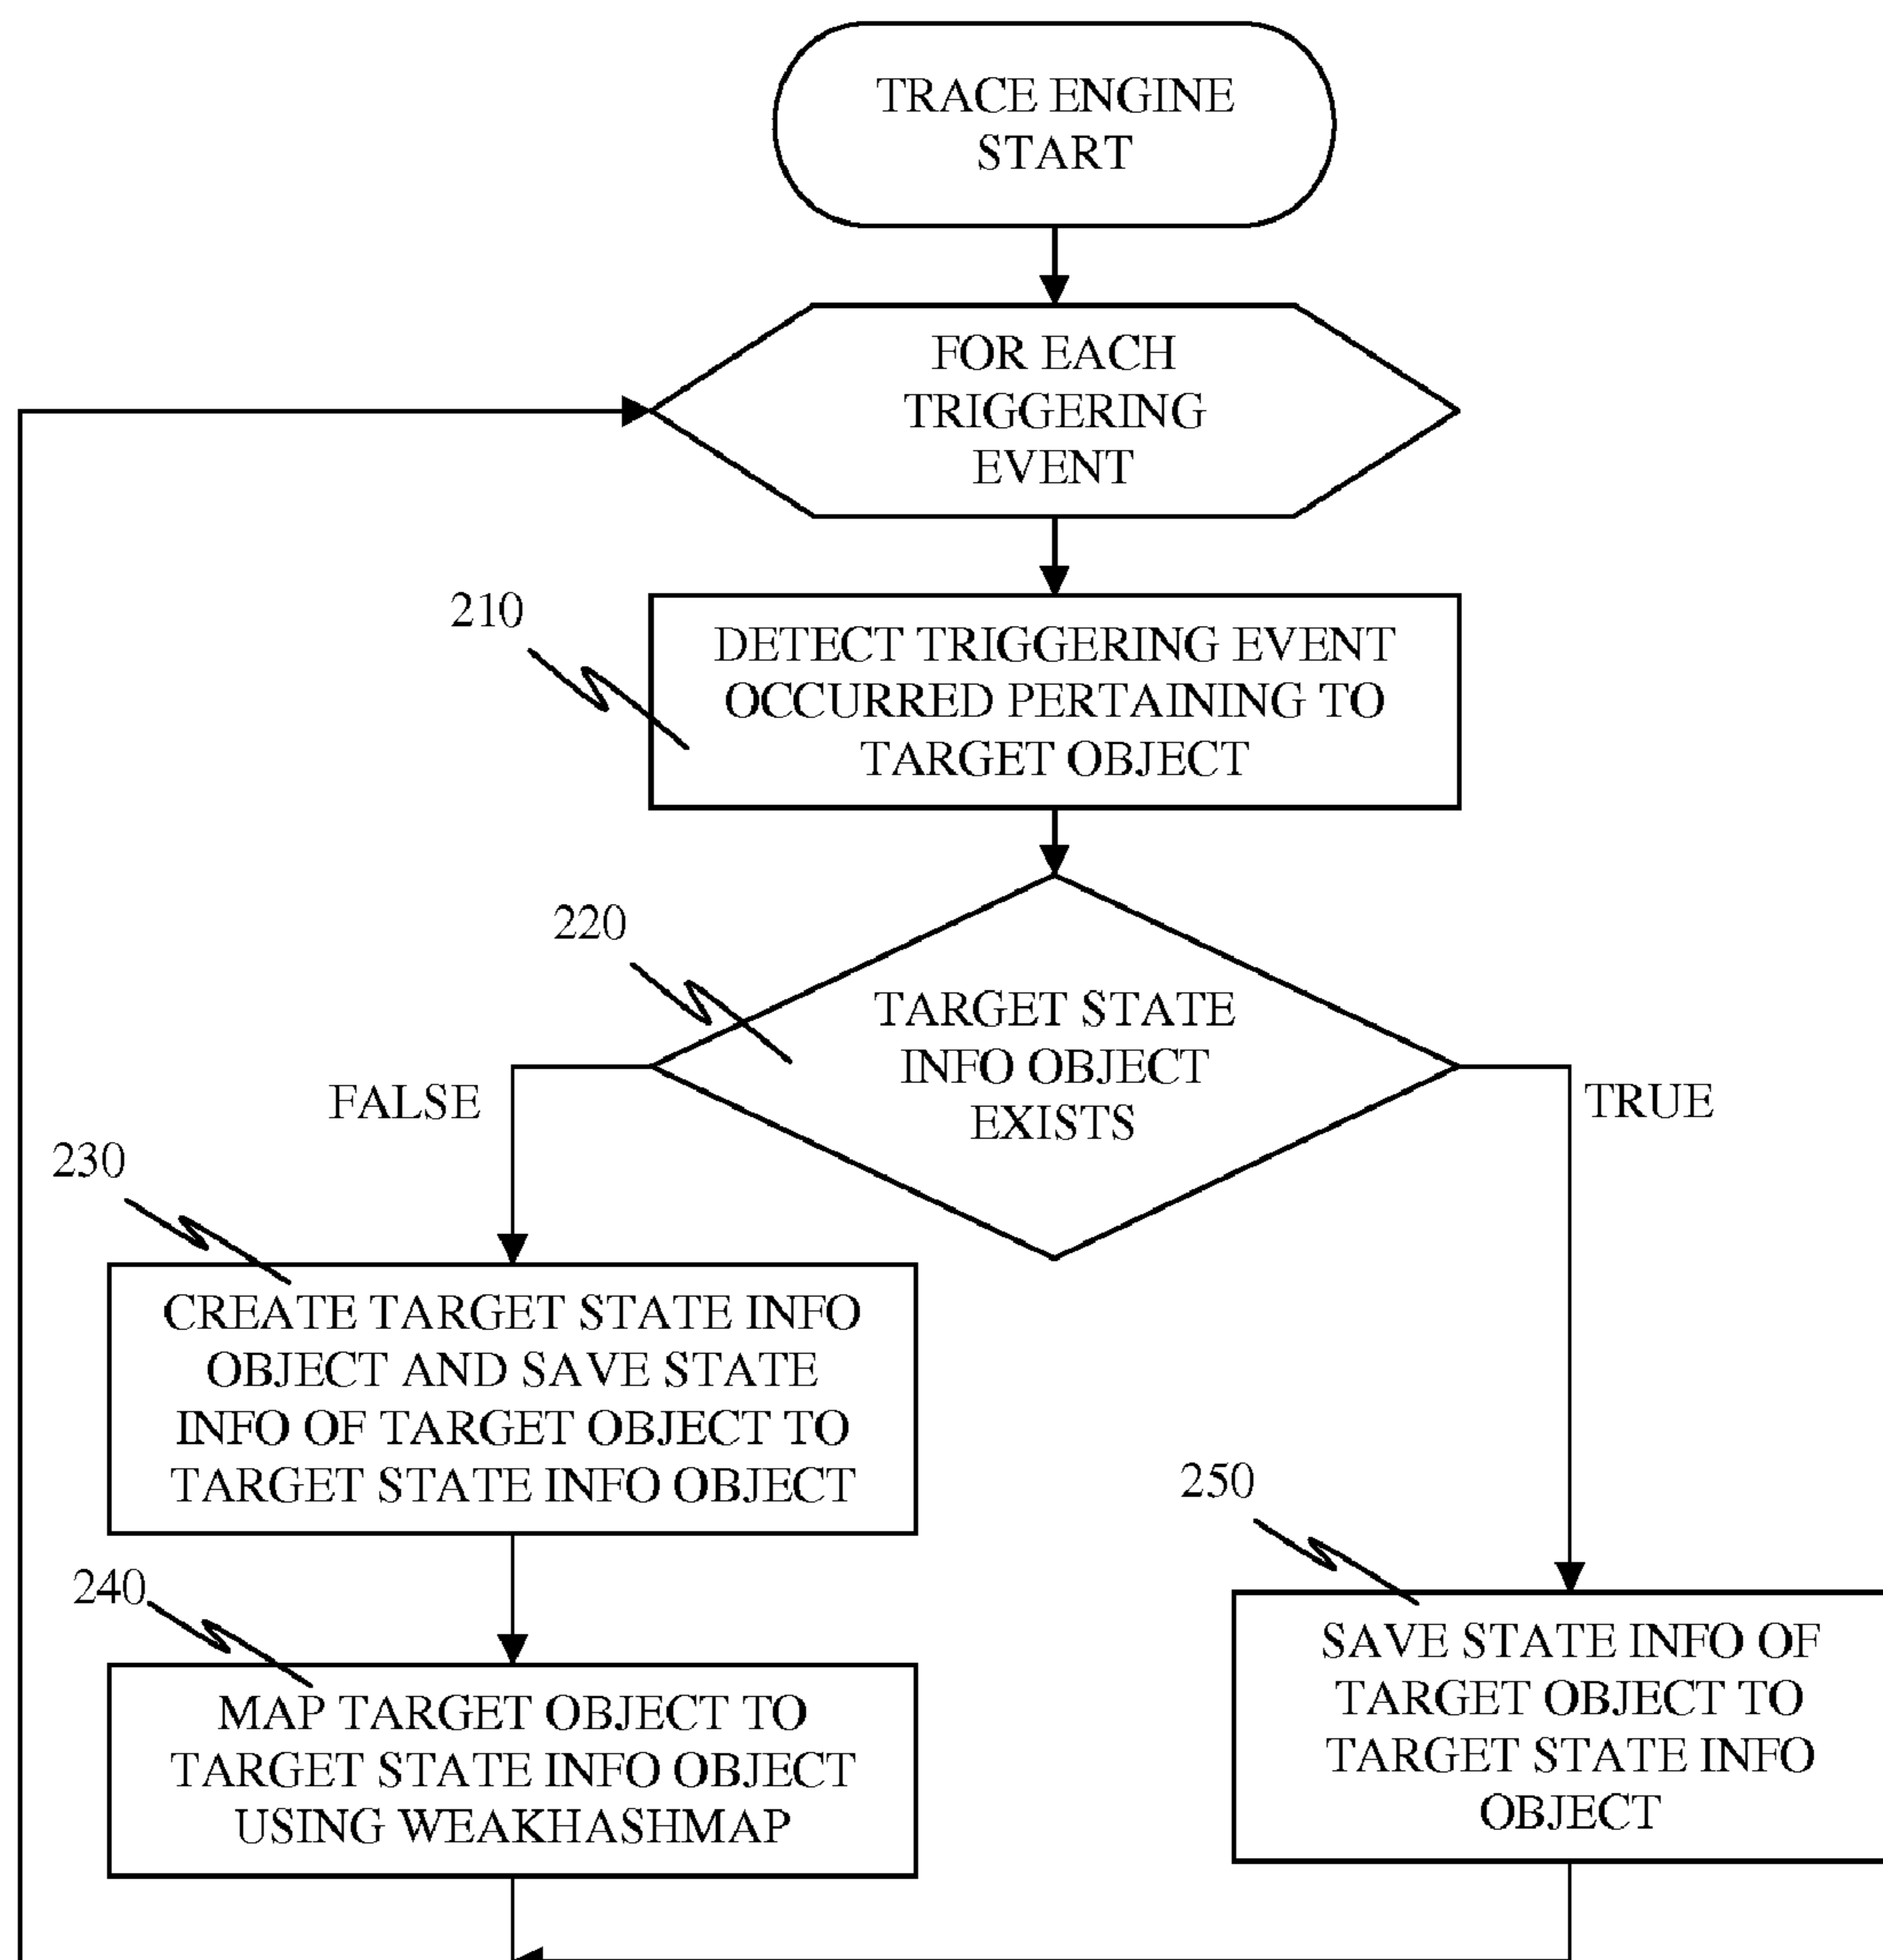 TRACE ENGINE
START
FOR EACH
TRIGGERING
EVENT
210
DETECT TRIGGERING EVENT
OCCURRED PERTAINING TO
TARGET OBJECT
220
TARGET STATE
INFO OBJECT
EXISTS
FALSE
TRUE
230
CREATE TARGET STATE INFO
OBJECT AND SAVE STATE
INFO OF TARGET OBJECT TO
TARGET STATE INFO OBJECT
240
MAP TARGET OBJECT TO
TARGET STATE INFO OBJECT
USING WEAKHASHMAP
250
SAVE STATE INFO OF
TARGET OBJECT TO
TARGET STATE INFO
OBJECT